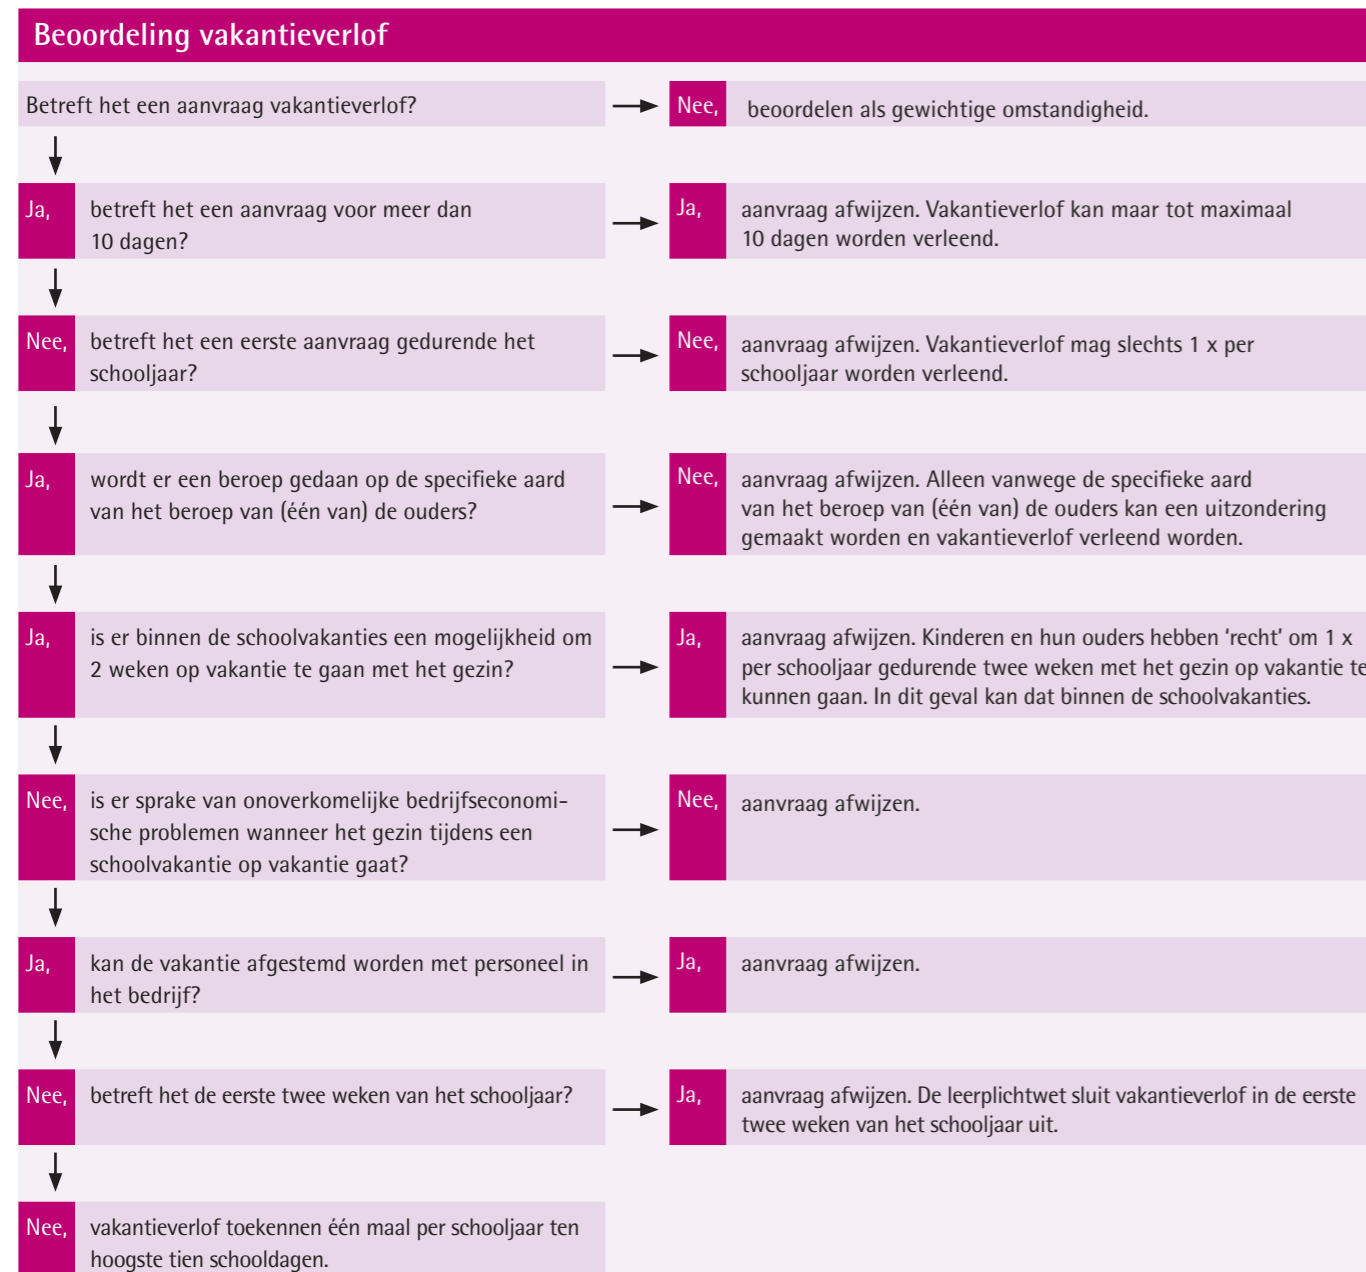 Beoordeling vakantieverlof
Betreft het een aanvraag vakantieverlof?
Nee, beoordelen als gewichtige omstandigheid.
Ja, betreft het een aanvraag voor meer dan
10 dagen?
Ja, aanvraag afwijzen. Vakantieverlof kan maar tot maximaal
10 dagen worden verleend.
Nee, betreft het een eerste aanvraag gedurende het
schooljaar?
Nee, aanvraag afwijzen. Vakantieverlof mag slechts 1 x per
schooljaar worden verleend.
Ja, wordt er een beroep gedaan op de specifieke aard
van het beroep van (één van) de ouders?
Nee, aanvraag afwijzen. Alleen vanwege de specifieke aard
van het beroep van (één van) de ouders kan een uitzondering
gemaakt worden en vakantieverlof verleend worden.
Ja, is er binnen de schoolvakanties een mogelijkheid om
2 weken op vakantie te gaan met het gezin?
Ja, aanvraag afwijzen. Kinderen en hun ouders hebben ‘recht’ om 1 x
per schooljaar gedurende twee weken met het gezin op vakantie te
kunnen gaan. In dit geval kan dat binnen de schoolvakanties.
Nee, is er sprake van onoverkomelijke bedrijfseconomi-
sche problemen wanneer het gezin tijdens een
schoolvakantie op vakantie gaat?
Nee, aanvraag afwijzen.
Ja, kan de vakantie afgestemd worden met personeel in
het bedrijf?
Ja, aanvraag afwijzen.
Nee, betreft het de eerste twee weken van het schooljaar?
Ja, aanvraag afwijzen. De leerplichtwet sluit vakantieverlof in de eerste
twee weken van het schooljaar uit.
Nee, vakantieverlof toekennen één maal per schooljaar ten
hoogste tien schooldagen.